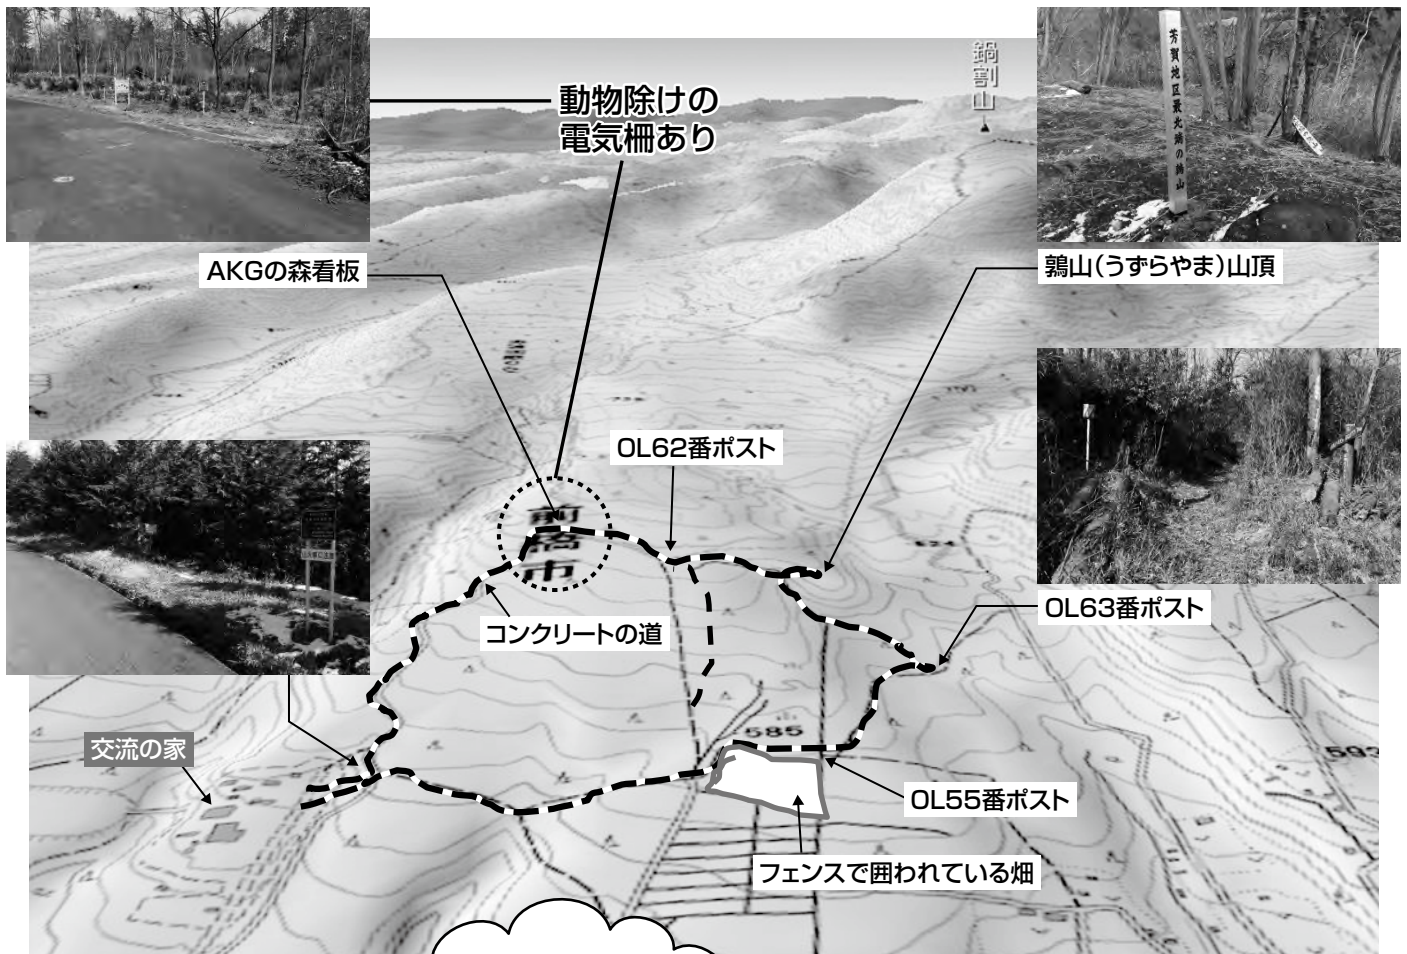 鍋割山
動物除けの
電気柵あり
芳賀地区最北端の鶉山
AKGの森看板
鶉山(うずらやま)山頂
OL62番ポスト
前橋市
コンクリートの道
OL63番ポスト
交流の家
585
593
OL55番ポスト
フェンスで囲われている畑